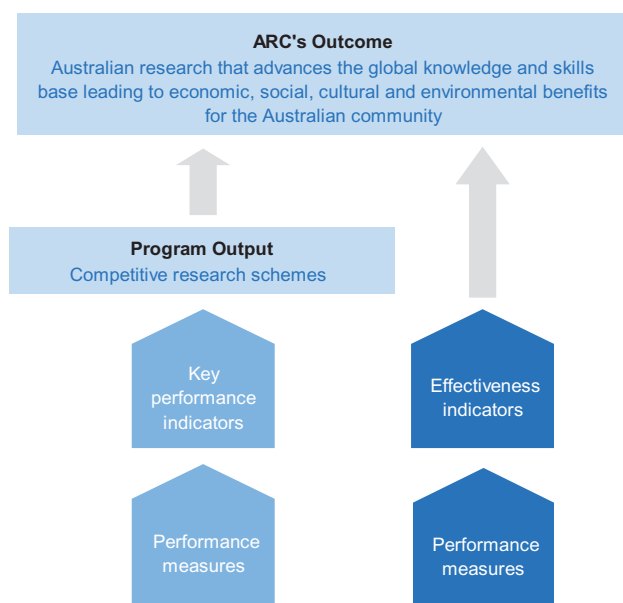 ARC's Outcome
Australian research that advances the global knowledge and skills
base leading to economic, social, cultural and environmental benefits
for the Australian community
Program Output
Competitive research schemes
Key
performance
indicators
Effectiveness
indicators
Performance
measures
Performance
measures